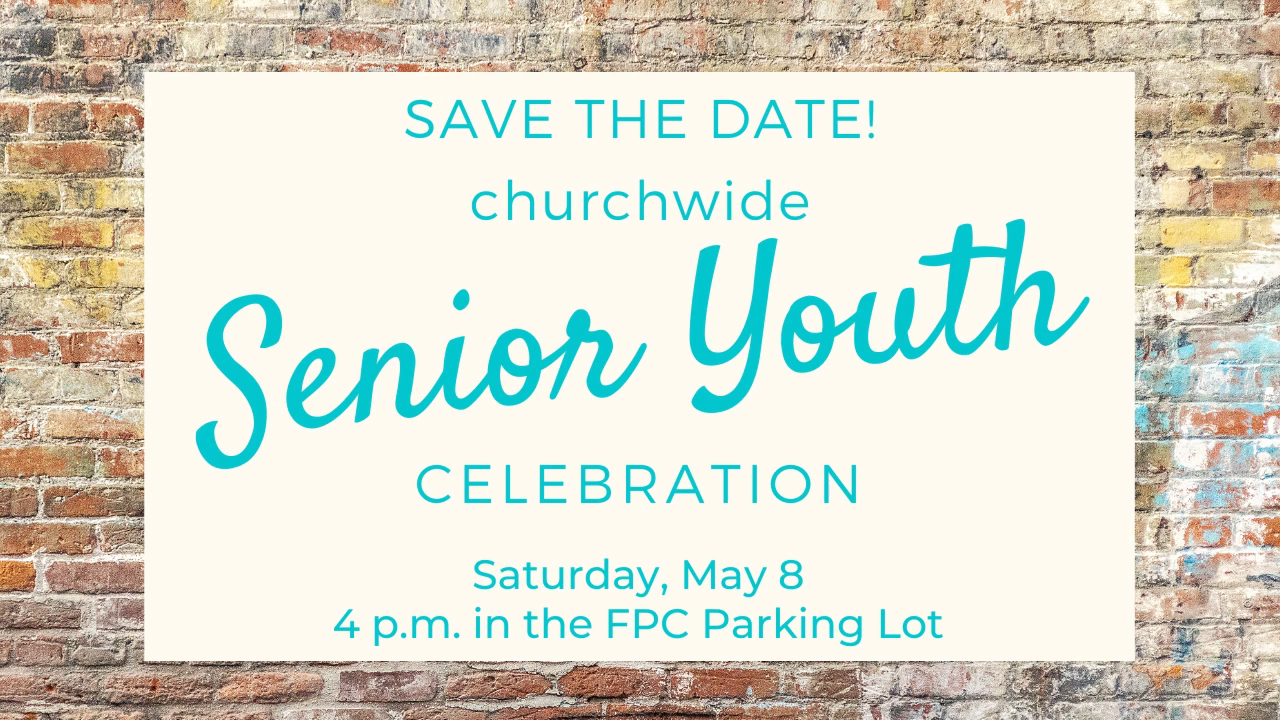 SAVE THE DATE!
churchwide
Senior Youth
CELEBRATION
Saturday, May 8
4 p.m. in the FPC Parking Lot